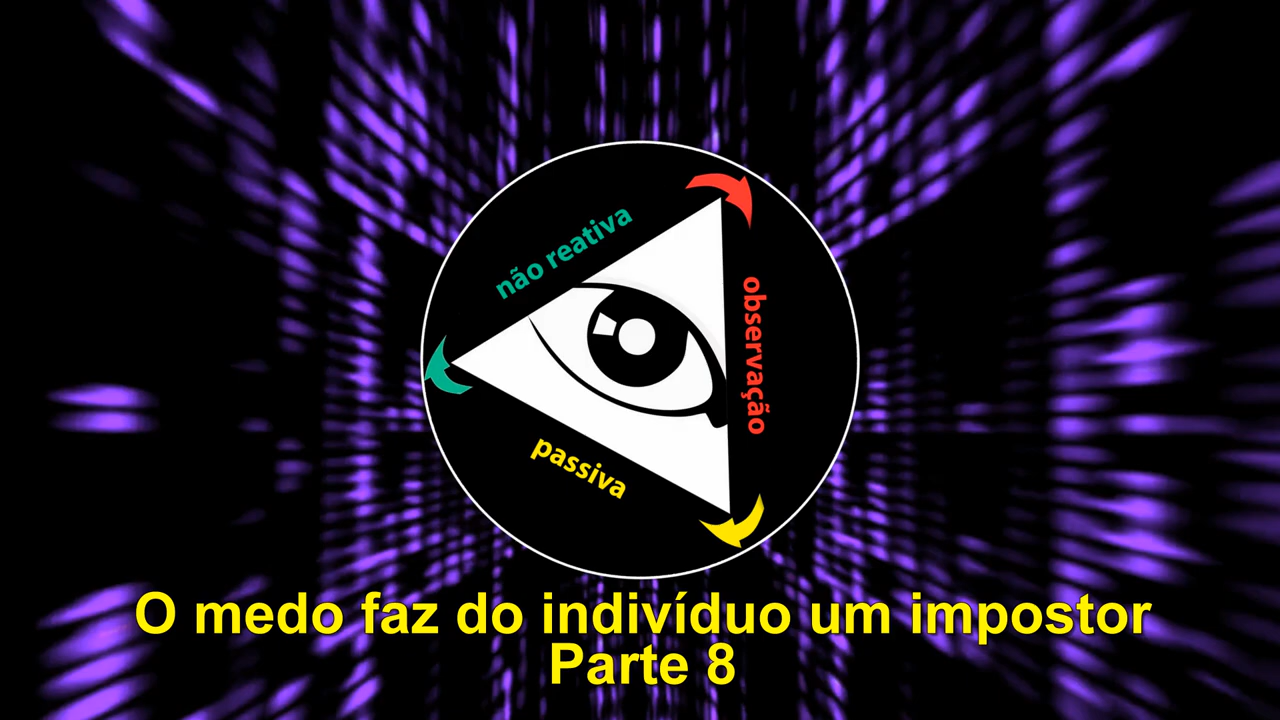 não reativa
observação
passiva
O medo faz do indivíduo um impostor
Parte 8